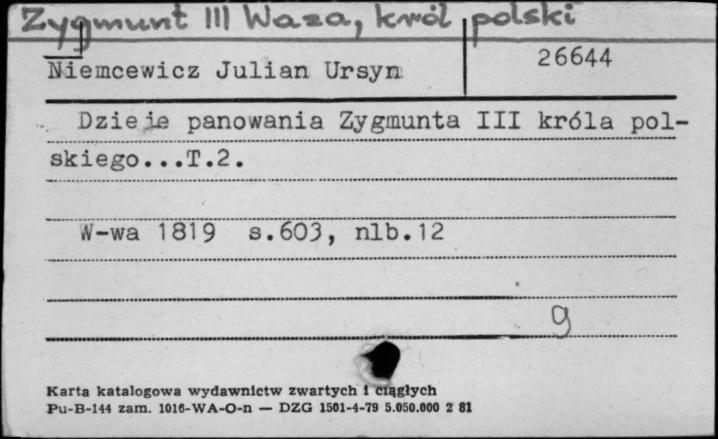 Zygmunt III Waza, król polski
Niemcewicz Julian Ursyn 26644
Dzieje panowania Zygmunta III króla pol-
skiego...T.2.
W-wa 1819 s.603, nlb.12
g
Karta katalogowa wydawnictw zwartych i ciągłych
Pu-B-144 zam. 1016-WA-O-n — DZG 1501-4-79 5.050.000 2 81